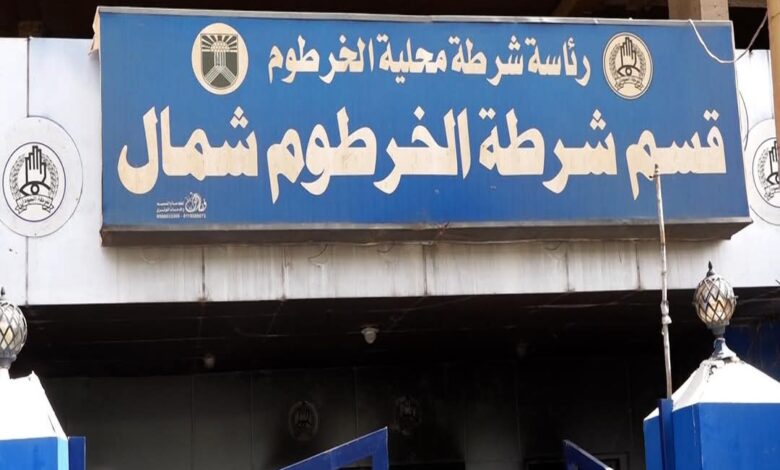 رئاسة شرطة محلية الخرطوم
قسم شرطة الخرطوم شمال